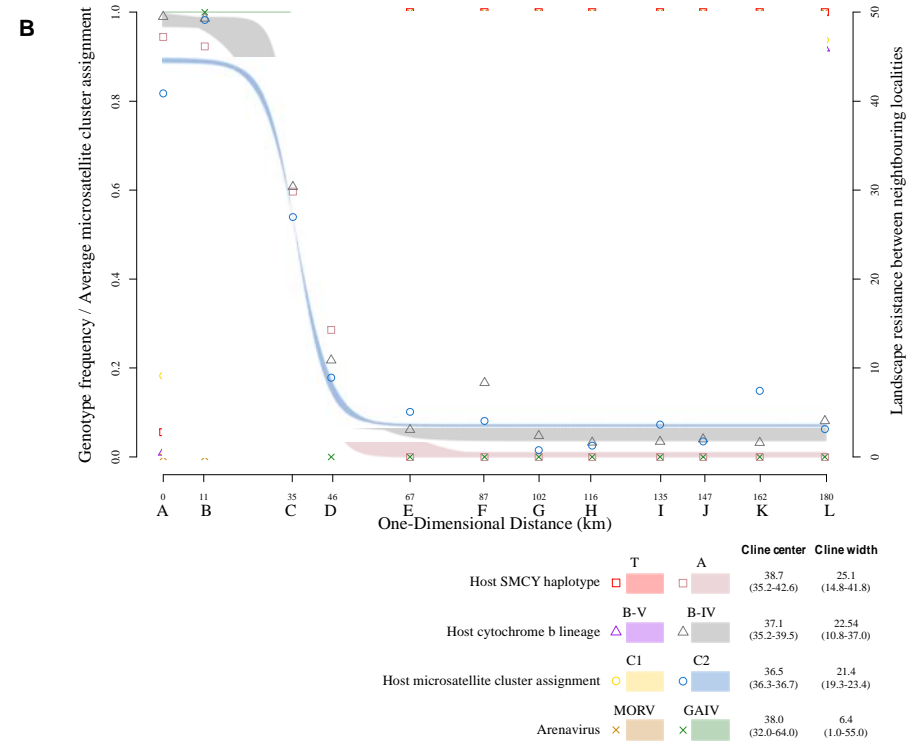 B
Genotype frequency / Average microsatellite cluster assignment
1.0
0.8
0.6
0.4
0.2
0.0
50
40
30
20
10
0
Landscape resistance between neighbouring localities
0 11 35 46 67 87 102 116 135 147 162 180
A B C D E F G H I J K L
One-Dimensional Distance (km)
Cline center Cline width
T A
Host SMCY haplotype 38.7 25.1
(35.2-42.6) (14.8-41.8)
B-V B-IV
Host cytochrome b lineage 37.1 22.54
(35.2-39.5) (10.8-37.0)
C1 C2
Host microsatellite cluster assignment 36.5 21.4
(36.3-36.7) (19.3-23.4)
MORV GAIV
Arenavirus 38.0 6.4
(32.0-64.0) (1.0-55.0)